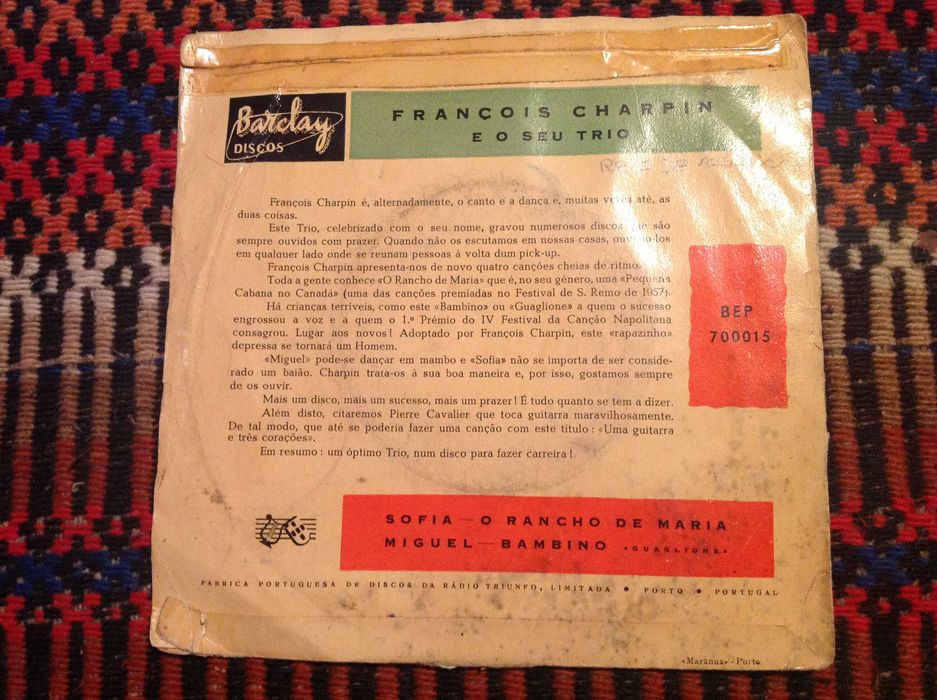 Barclay
DISCOS
FRANÇOIS CHARPIN
E O SEU TRIO
François Charpin é, alternadamente, o canto e a dança e, muitas vezes até, as
duas coisas.
Este Trio, celebrizado com o seu nome, gravou numerosos discos que são
sempre ouvidos com prazer. Quando não os escutamos em nossas casas, ouvimo-los
em qualquer lado onde se reunam pessoas à volta dum pick-up.
François Charpin apresenta-nos de novo quatro canções cheias de ritmo.
Toda a gente conhece «O Rancho de Maria» que é, no seu género, uma «Pequena
Cabana no Canadá» (uma das canções premiadas no Festival de S. Remo de 1957).
Há crianças terríveis, como este «Bambino» ou «Guaglione» a quem o sucesso
engrossou a voz e a quem o 1.º Prémio do IV Festival da Canção Napolitana
consagrou. Lugar aos novos! Adoptado por François Charpin, este «rapazinho»
depressa se tornará um Homem.
«Miguel» pode-se dançar em mambo e «Sofia» não se importa de ser conside-
rado um baião. Charpin trata-os à sua boa maneira e, por isso, gostamos sempre
de os ouvir.
Mais um disco, mais um sucesso, mais um prazer! É tudo quanto se tem a dizer.
Além disto, citaremos Pierre Cavalier que toca guitarra maravilhosamente.
De tal modo, que até se poderia fazer uma canção com este título: «Uma guitarra
e três corações».
Em resumo: um óptimo Trio, num disco para fazer carreira!
BEP
700015
SOFIA — O RANCHO DE MARIA
MIGUEL — BAMBINO «GUAGLIONE»
FABRICA PORTUGUESA DE DISCOS DA RÁDIO TRIUNFO, LIMITADA ● PORTO ● PORTUGAL
«Marânus» - Porto